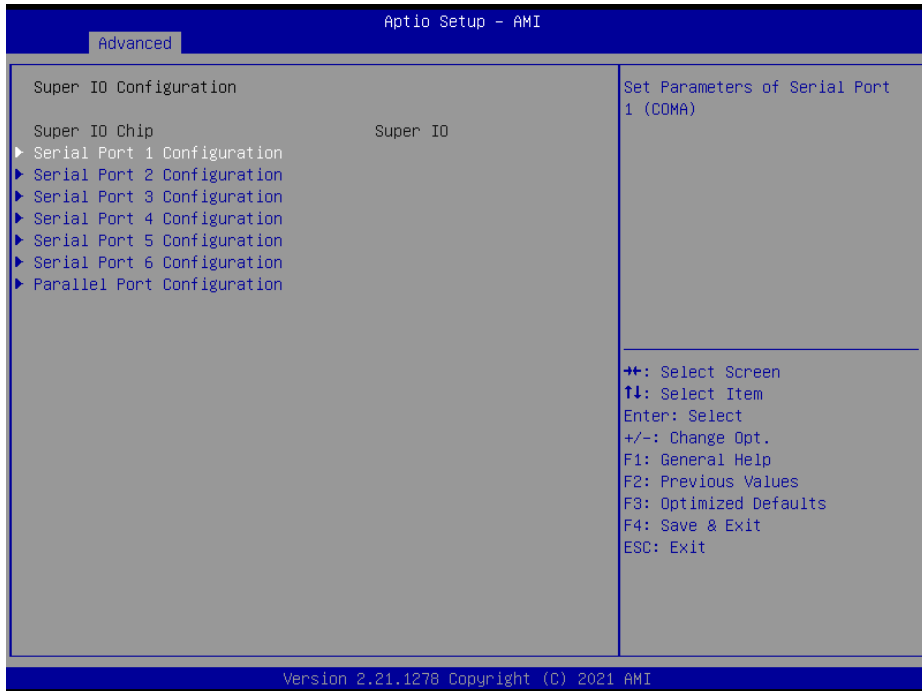 Aptio Setup - AMI
Advanced
Super IO Configuration
Super IO Chip Super IO
Serial Port 1 Configuration
Serial Port 2 Configuration
Serial Port 3 Configuration
Serial Port 4 Configuration
Serial Port 5 Configuration
Serial Port 6 Configuration
Parallel Port Configuration
Set Parameters of Serial Port
1 (COMA)
→←: Select Screen
↑↓: Select Item
Enter: Select
+/-: Change Opt.
F1: General Help
F2: Previous Values
F3: Optimized Defaults
F4: Save & Exit
ESC: Exit
Version 2.21.1278 Copyright (C) 2021 AMI